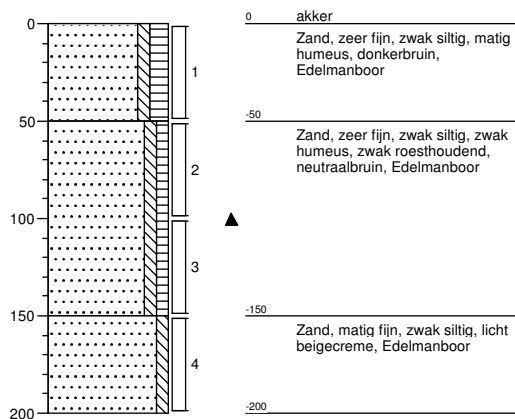 0
50
100
150
200
1
2
3
4
0 akker
Zand, zeer fijn, zwak siltig, matig
humeus, donkerbruin,
Edelmanboor
-50
Zand, zeer fijn, zwak siltig, zwak
humeus, zwak roesthoudend,
neutraalbruin, Edelmanboor
-150
Zand, matig fijn, zwak siltig, licht
beigecreme, Edelmanboor
-200